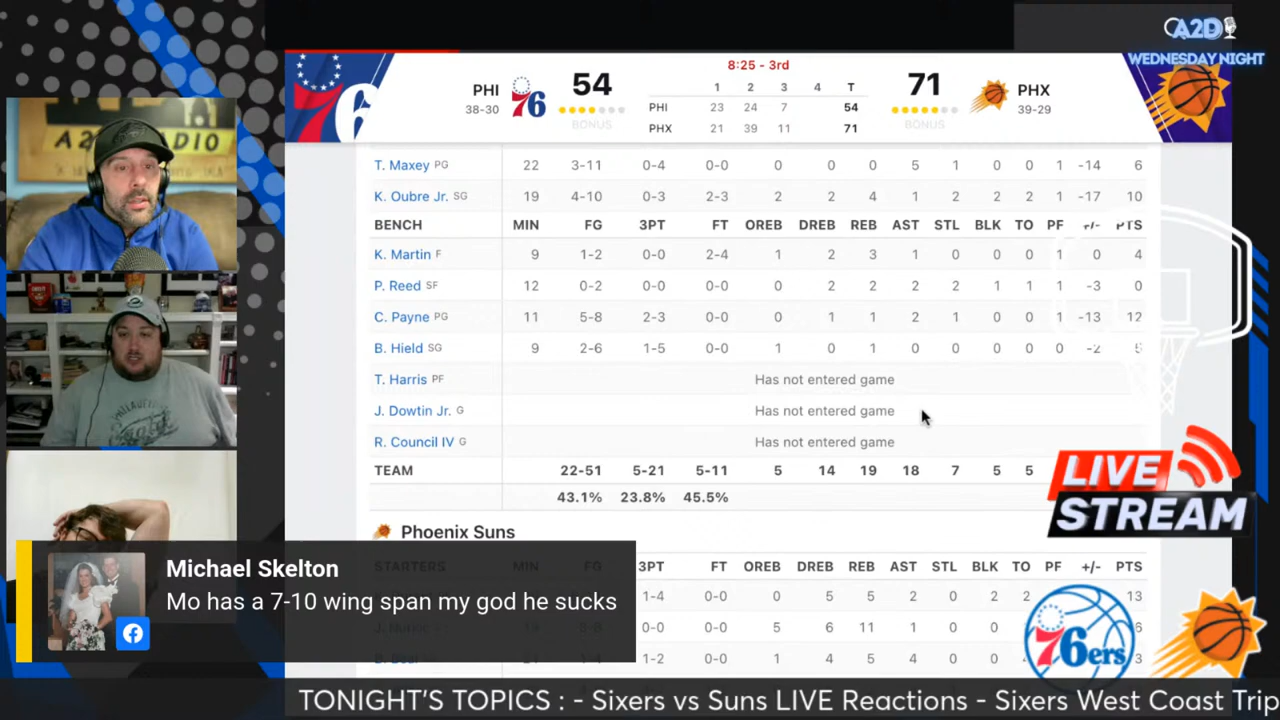 A2D
WEDNESDAY NIGHT
8:25 - 3rd
PHI 54 1 2 3 4 T 71 PHX
38-30 PHI 23 24 7 54 39-29
BONUS PHX 21 39 11 71 BONUS
76
A2D RADIO
T. Maxey PG 22 3-11 0-4 0-0 0 0 0 5 1 0 0 1 -14 6
K. Oubre Jr. SG 19 4-10 0-3 2-3 2 2 4 1 2 2 2 1 -17 10
BENCH MIN FG 3PT FT OREB DREB REB AST STL BLK TO PF +/- PTS
K. Martin F 9 1-2 0-0 2-4 1 2 3 1 0 0 0 1 0 4
P. Reed SF 12 0-2 0-0 0-0 0 2 2 2 2 1 1 1 -3 0
C. Payne PG 11 5-8 2-3 0-0 0 1 1 2 1 0 0 1 -13 12
B. Hield SG 9 2-6 1-5 0-0 1 0 1 0 0 0 0 0 -2 5
T. Harris PF Has not entered game
J. Dowtin Jr. G Has not entered game
R. Council IV G Has not entered game
TEAM 22-51 5-21 5-11 5 14 19 18 7 5 5
43.1% 23.8% 45.5%
LIVE
STREAM
Phoenix Suns
STARTERS MIN FG 3PT FT OREB DREB REB AST STL BLK TO PF +/- PTS
1-4 0-0 0 5 5 2 0 2 2 13
0-0 0-0 5 6 11 1 0 0 6
1-2 0-0 1 4 5 4 0 0 3
Michael Skelton
Mo has a 7-10 wing span my god he sucks
76ers
TONIGHT'S TOPICS : - Sixers vs Suns LIVE Reactions - Sixers West Coast Trip